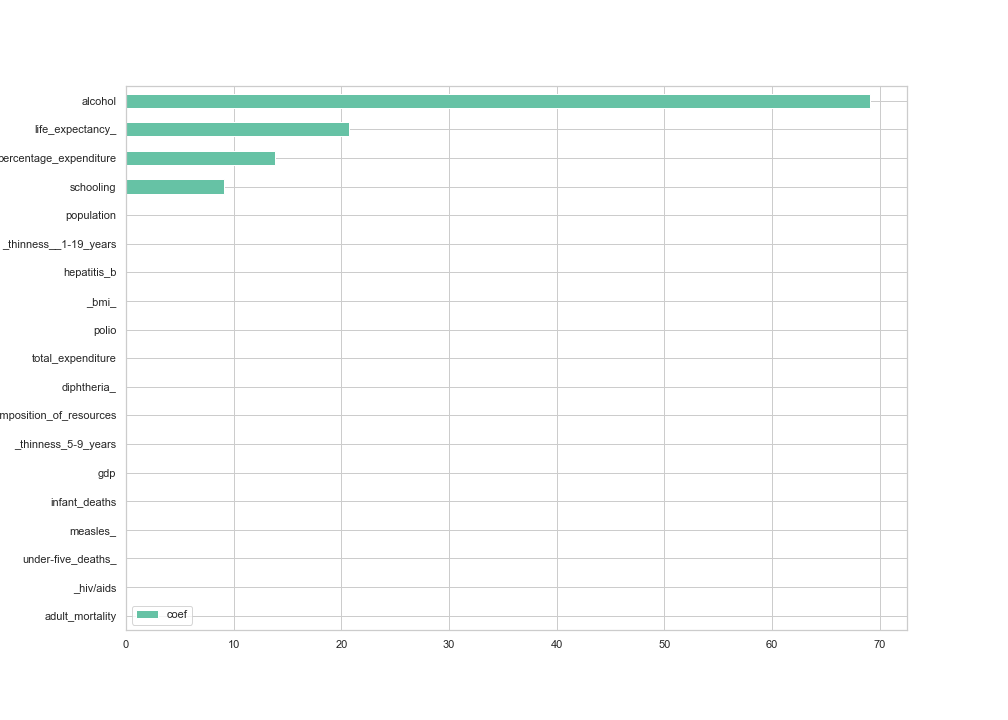 alcohol
life_expectancy_
percentage_expenditure
schooling
population
_thinness__1-19_years
hepatitis_b
_bmi_
polio
total_expenditure
diphtheria_
mposition_of_resources
_thinness_5-9_years
gdp
infant_deaths
measles_
under-five_deaths_
_hiv/aids
adult_mortality
coef
0 10 20 30 40 50 60 70